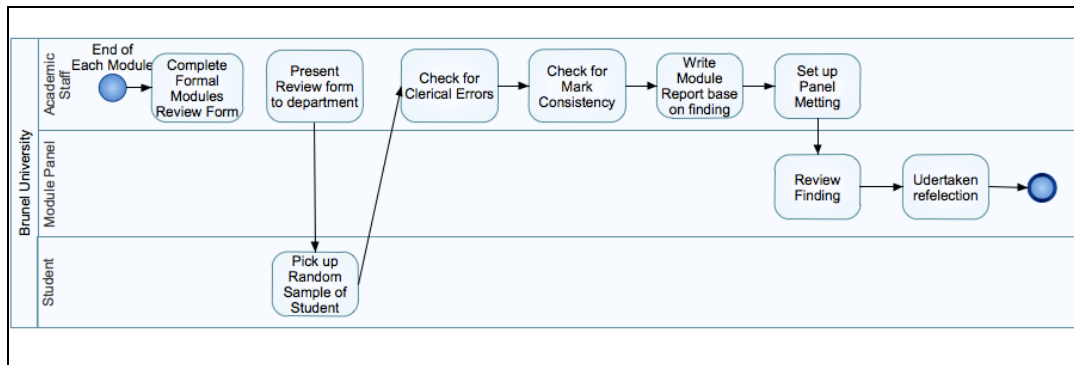 Brunel University
Academic
Staff
End of
Each Module
Complete
Formal
Modules
Review Form
Present
Review form
to department
Check for
Clerical Errors
Check for
Mark
Consistency
Write
Module
Report base
on finding
Set up
Panel
Metting
Module Panel
Review
Finding
Udertaken
refelection
Student
Pick up
Random
Sample of
Student